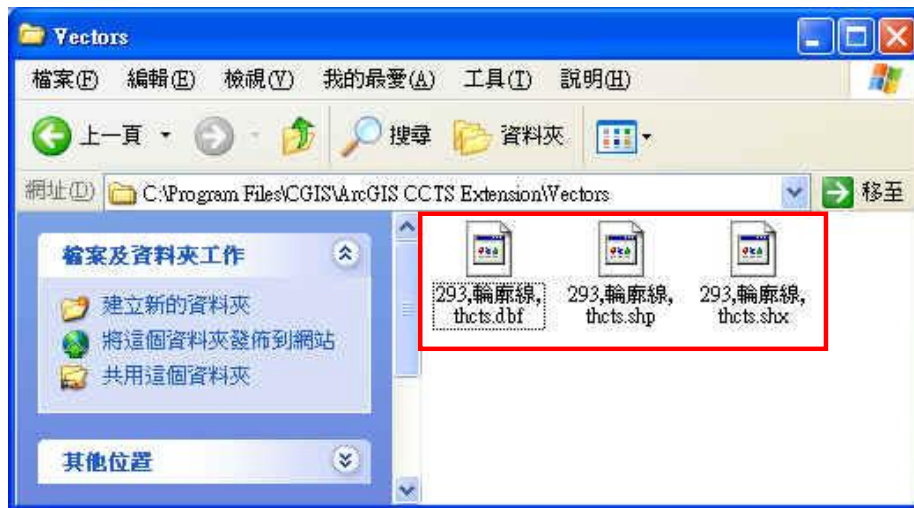 Vectors
檔案(F) 編輯(E) 檢視(V) 我的最愛(A) 工具(T) 說明(H)
上一頁 搜尋 資料夾
網址(D) C:\Program Files\CGIS\ArcGIS CCTS Extension\Vectors 移至
檔案及資料夾工作
建立新的資料夾
將這個資料夾發佈到網站
共用這個資料夾
其他位置
293,輪廓線,
thcts.dbf
293,輪廓線,
thcts.shp
293,輪廓線,
thcts.shx